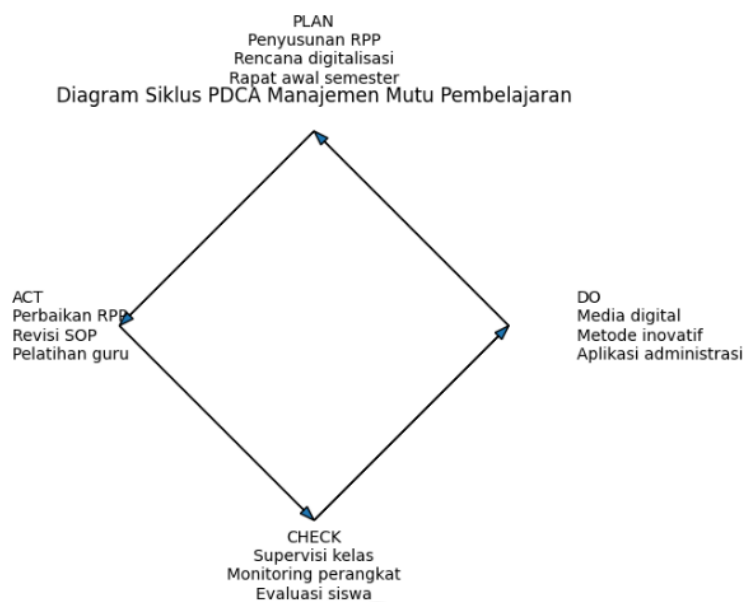 PLAN
Penyusunan RPP
Rencana digitalisasi
Rapat awal semester
Diagram Siklus PDCA Manajemen Mutu Pembelajaran
ACT
Perbaikan RPP
Revisi SOP
Pelatihan guru
DO
Media digital
Metode inovatif
Aplikasi administrasi
CHECK
Supervisi kelas
Monitoring perangkat
Evaluasi siswa